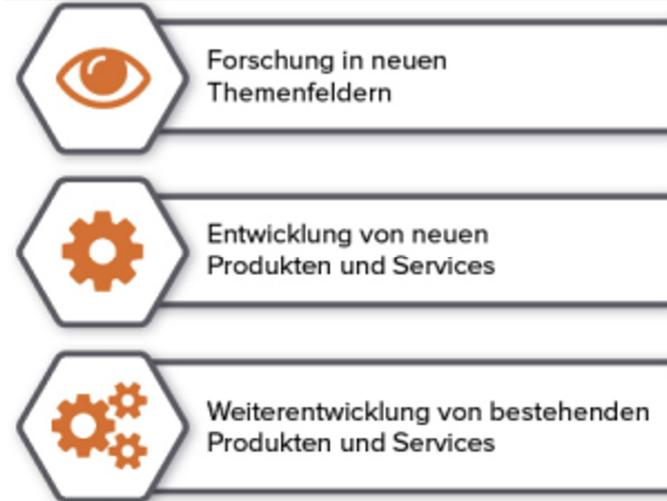 Forschung in neuen
Themenfeldern
Entwicklung von neuen
Produkten und Services
Weiterentwicklung von bestehenden
Produkten und Services